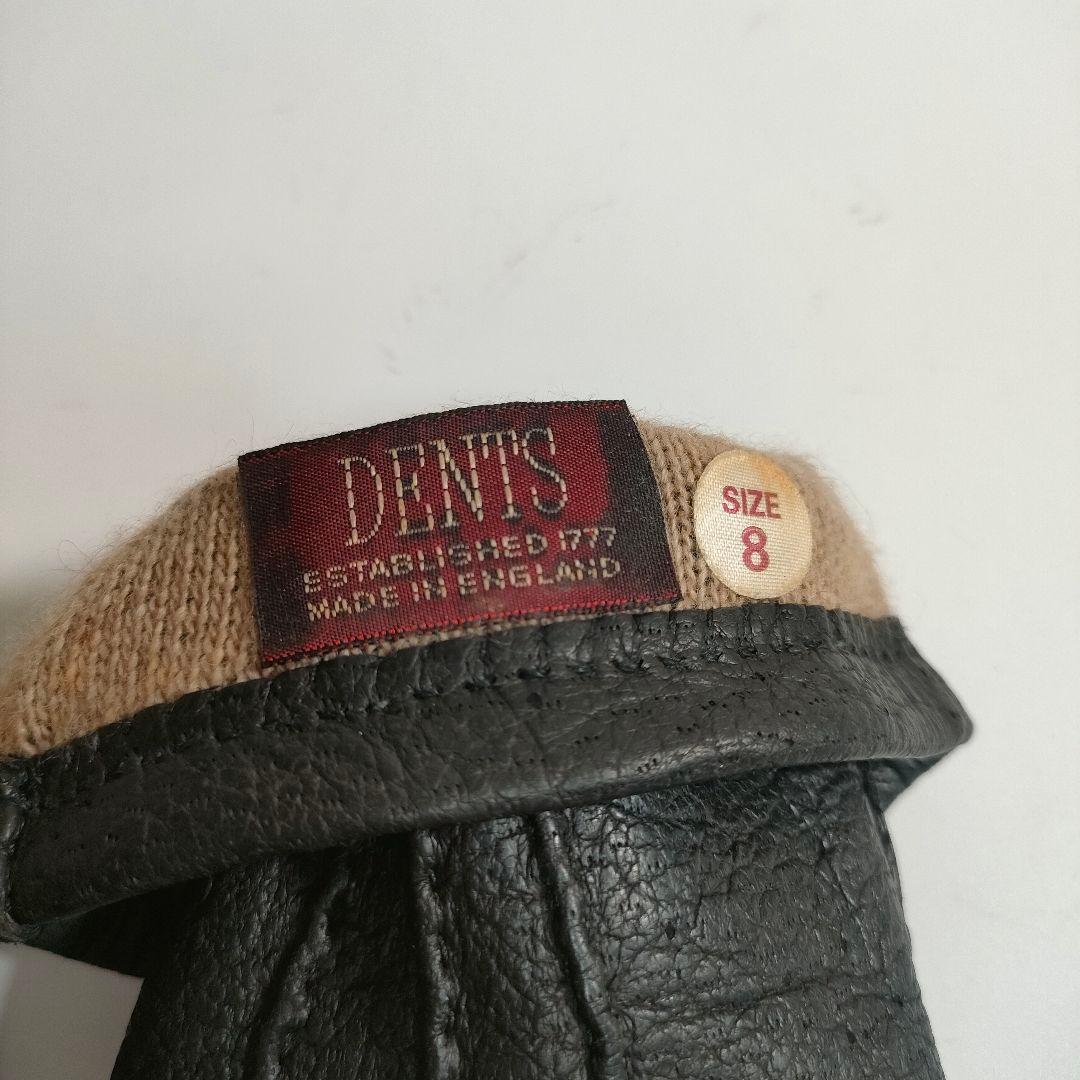 DENTS
ESTABLISHED 1777
MADE IN ENGLAND
SIZE
8